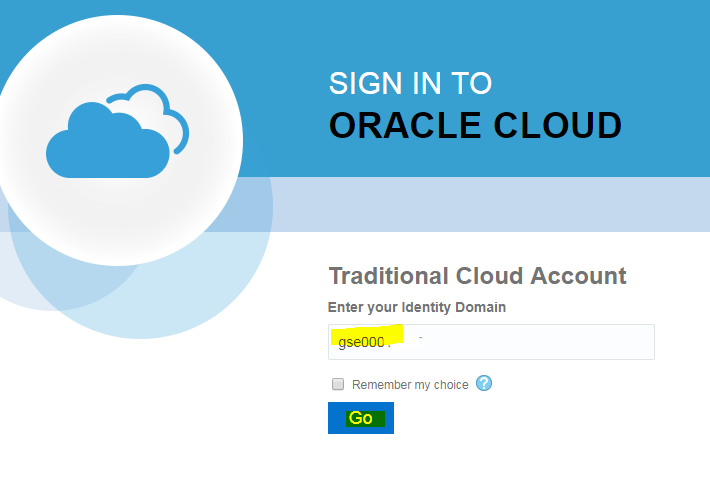 SIGN IN TO
ORACLE CLOUD
Traditional Cloud Account
Enter your Identity Domain
gse000
Remember my choice ?
Go